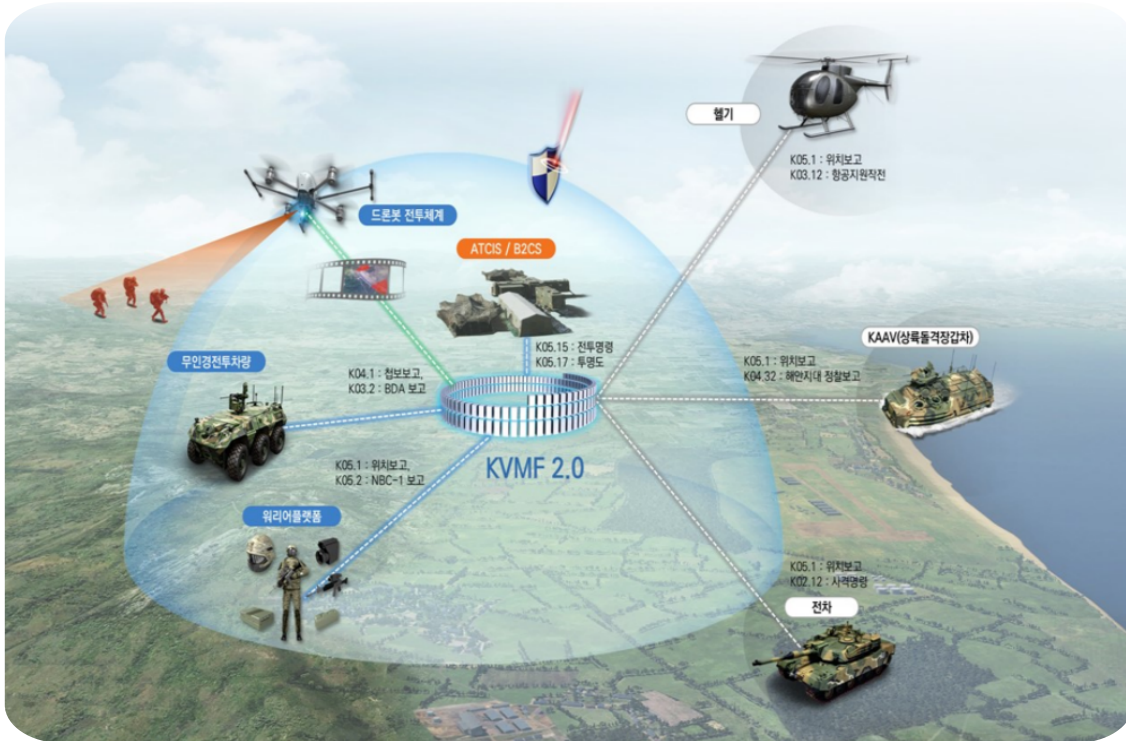 헬기
K05.1 : 위치보고
K03.12 : 항공지원작전
드론봇 전투체계
ATCIS / B2CS
K05.15 : 전투명령
K05.17 : 투명도
KAAV(상륙돌격장갑차)
K05.1 : 위치보고
K04.32 : 해안지대 정찰보고
무인경전투차량
K04.1 : 첩보보고,
K03.2 : BDA 보고
KVMF 2.0
K05.1 : 위치보고,
K05.2 : NBC-1 보고
워리어플랫폼
K05.1 : 위치보고
K02.12 : 사격명령
전차